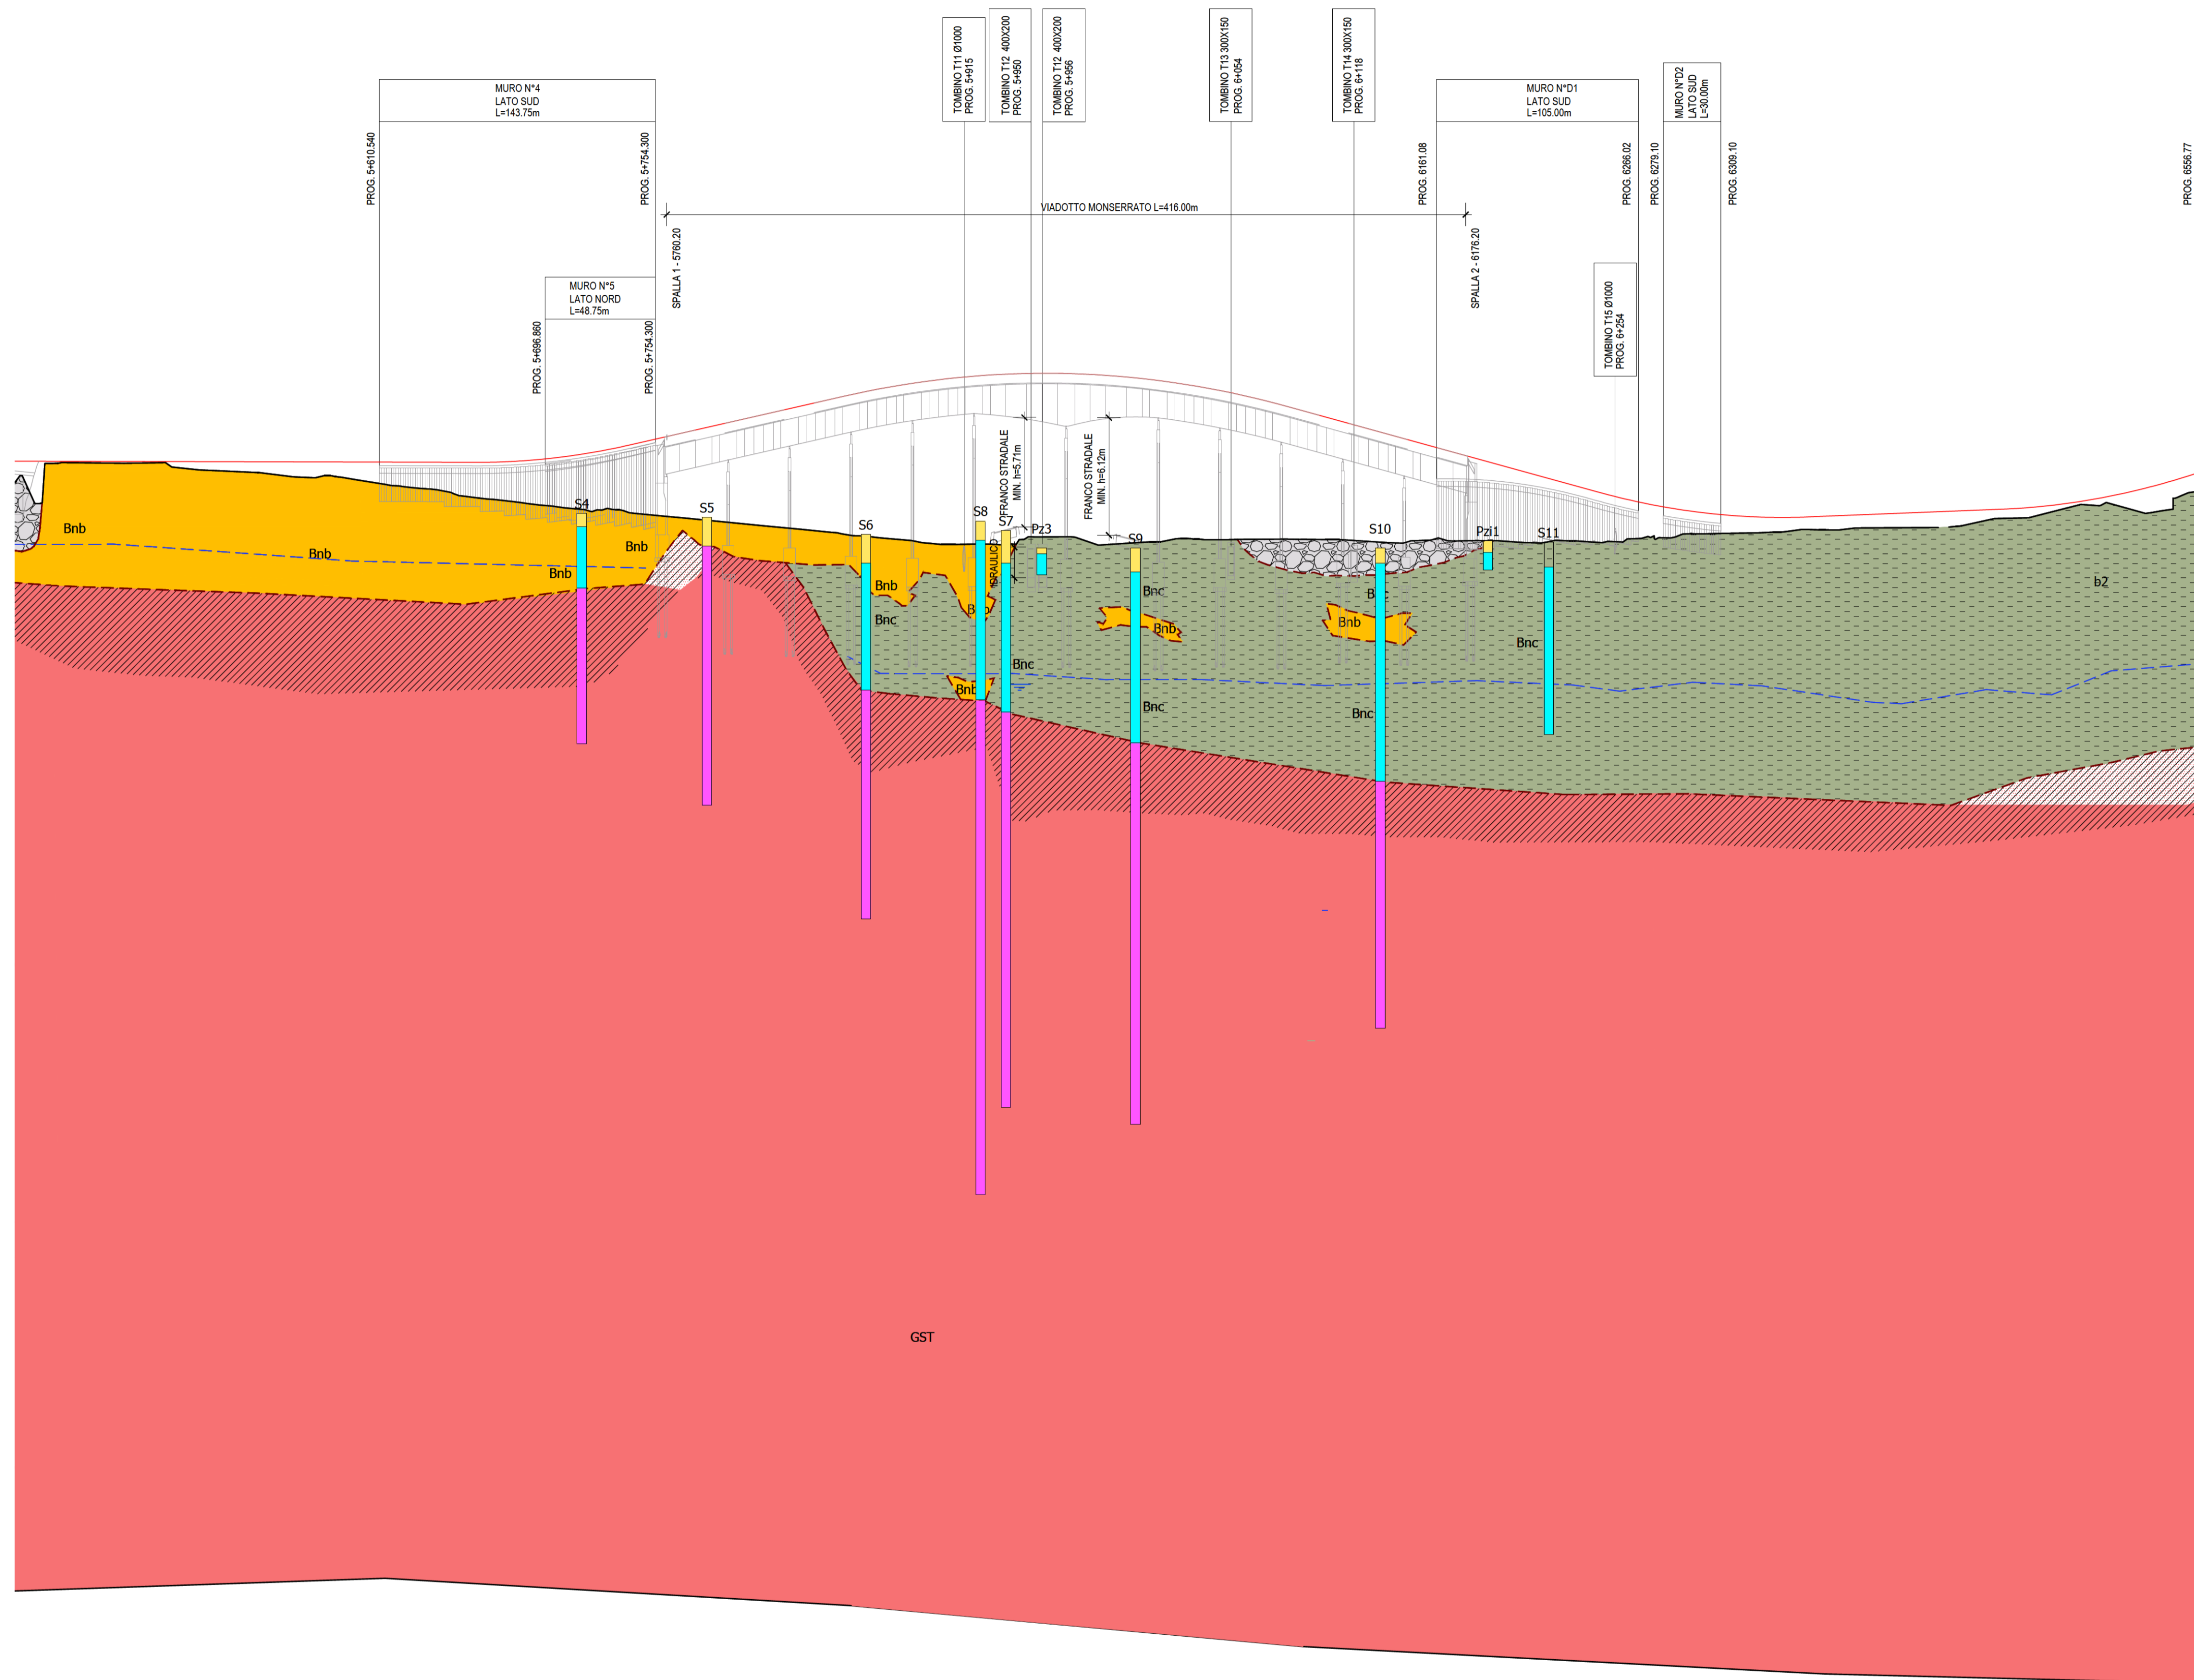 TOMBINO T11 Ø1000
PROG. 5+915
TOMBINO T12  400X200
PROG. 5+950
TOMBINO T12  400X200
PROG. 5+956
TOMBINO T13 300X150
PROG. 6+054
TOMBINO T14 300X150
PROG. 6+118
MURO N°4
LATO SUD
L=143.75m
MURO N°D1
LATO SUD
L=105.00m
MURO N°D2
LATO SUD
L=30.00m
PROG. 5+610.540
PROG. 5+754.300
PROG. 6161.08
PROG. 6266.02
PROG. 6279.10
PROG. 6309.10
PROG. 6556.77
VIADOTTO MONSERRATO L=416.00m
SPALLA 1 - 5760.20
SPALLA 2 - 6176.20
MURO N°5
LATO NORD
L=48.75m
PROG. 5+696.860
PROG. 5+754.300
TOMBINO T15 Ø1000
PROG. 6+254
FRANCO STRADALE
MIN. h=5.71m
FRANCO STRADALE
MIN. h=6.12m
IDRAULICO
S4
S5
S6
S8
S7
Pz3
S9
S10
Pzi1
S11
Bnb
Bnb
Bnb
Bnb
Bnb
Bnc
Bnb
Bnc
Bnb
Bnc
Bnb
Bnc
Bnc
Bnb
Bnc
Bnc
b2
GST